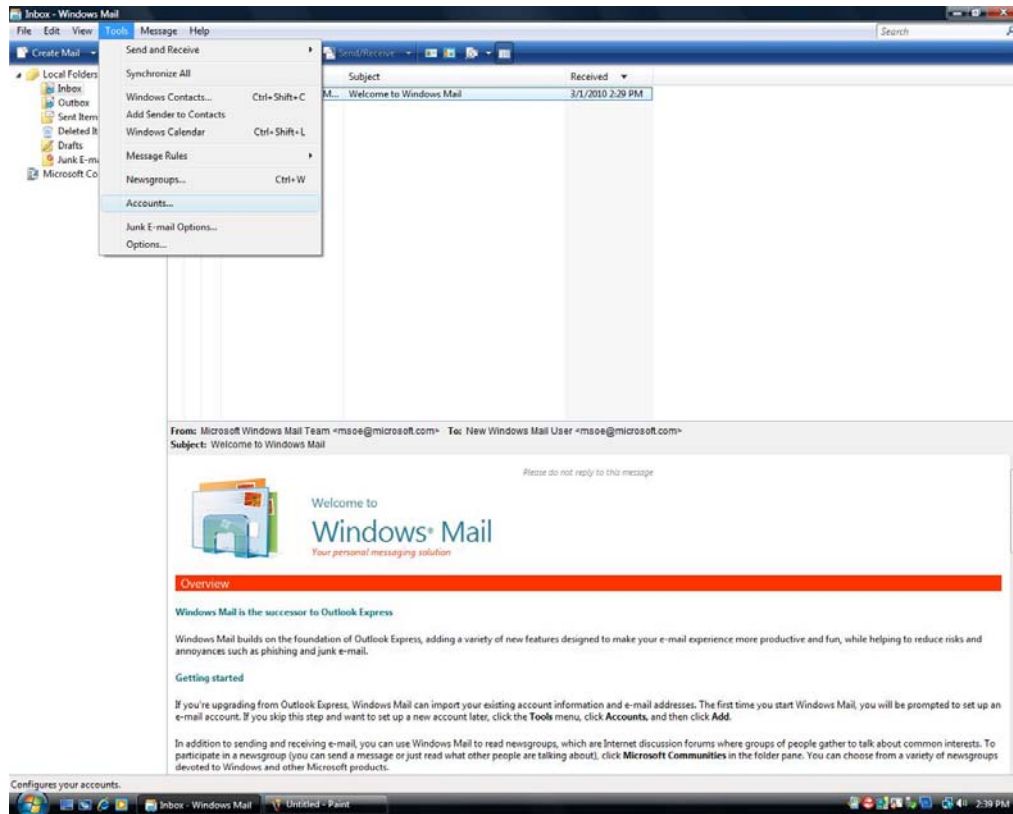 Inbox - Windows Mail
File Edit View Tools Message Help
Search
Create Mail
Send/Receive
Send and Receive
Synchronize All
Windows Contacts... Ctrl+Shift+C
Add Sender to Contacts
Windows Calendar Ctrl+Shift+L
Message Rules
Newsgroups... Ctrl+W
Accounts...
Junk E-mail Options...
Options...
Local Folders
Inbox
Outbox
Sent Item
Deleted It
Drafts
Junk E-ma
Microsoft Co
Subject Received
M... Welcome to Windows Mail 3/1/2010 2:29 PM
From: Microsoft Windows Mail Team <msoe@microsoft.com> To: New Windows Mail User <msoe@microsoft.com>
Subject: Welcome to Windows Mail
Please do not reply to this message
Welcome to
Windows® Mail
Your personal messaging solution
Overview
Windows Mail is the successor to Outlook Express
Windows Mail builds on the foundation of Outlook Express, adding a variety of new features designed to make your e-mail experience more productive and fun, while helping to reduce risks and
annoyances such as phishing and junk e-mail.
Getting started
If you're upgrading from Outlook Express, Windows Mail can import your existing account information and e-mail addresses. The first time you start Windows Mail, you will be prompted to set up an
e-mail account. If you skip this step and want to set up a new account later, click the Tools menu, click Accounts, and then click Add.
In addition to sending and receiving e-mail, you can use Windows Mail to read newsgroups, which are Internet discussion forums where groups of people gather to talk about common interests. To
participate in a newsgroup (you can send a message or just read what other people are talking about), click Microsoft Communities in the folder pane. You can choose from a variety of newsgroups
devoted to Windows and other Microsoft products.
Configures your accounts.
Inbox - Windows Mail
Untitled - Paint
2:39 PM